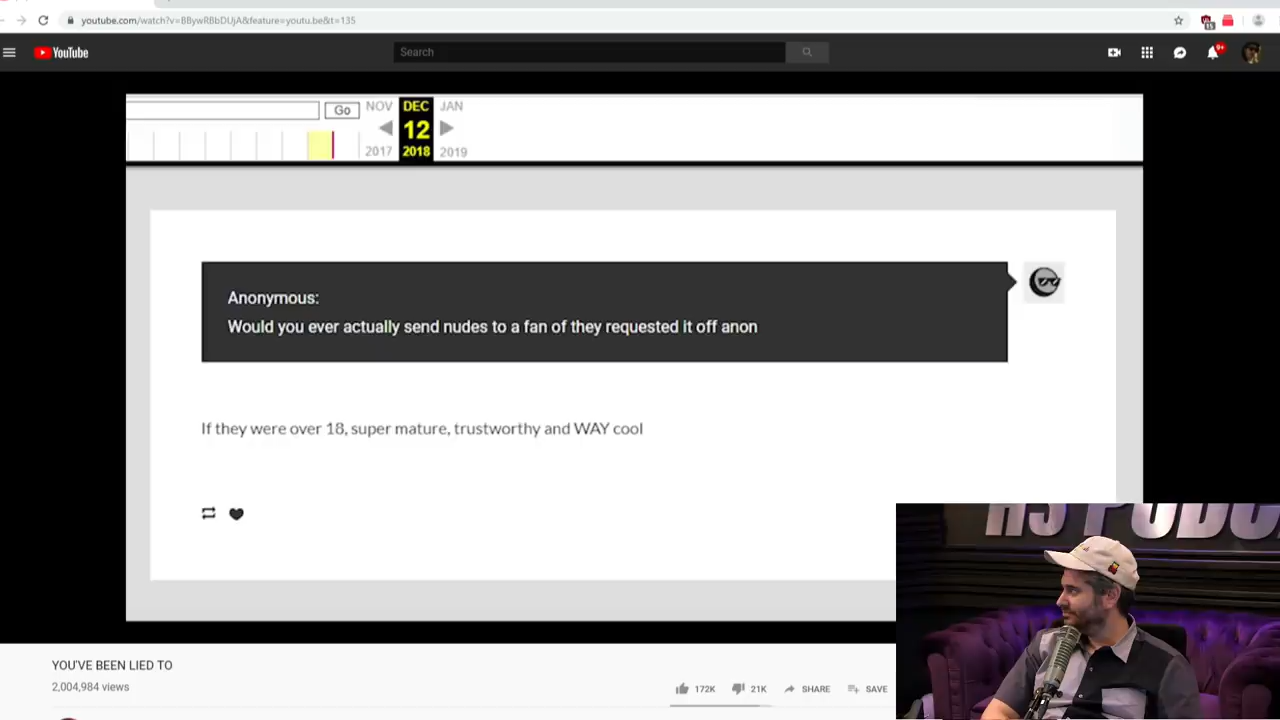 youtube.com/watch?v=BBywRBbDUjA&feature=youtu.be&t=135
YouTube
Search
9+
Go
NOV
DEC
JAN
12
2017
2018
2019
Anonymous:
Would you ever actually send nudes to a fan of they requested it off anon
If they were over 18, super mature, trustworthy and WAY cool
H3 PODC
YOU'VE BEEN LIED TO
2,004,984 views
172K
21K
SHARE
SAVE